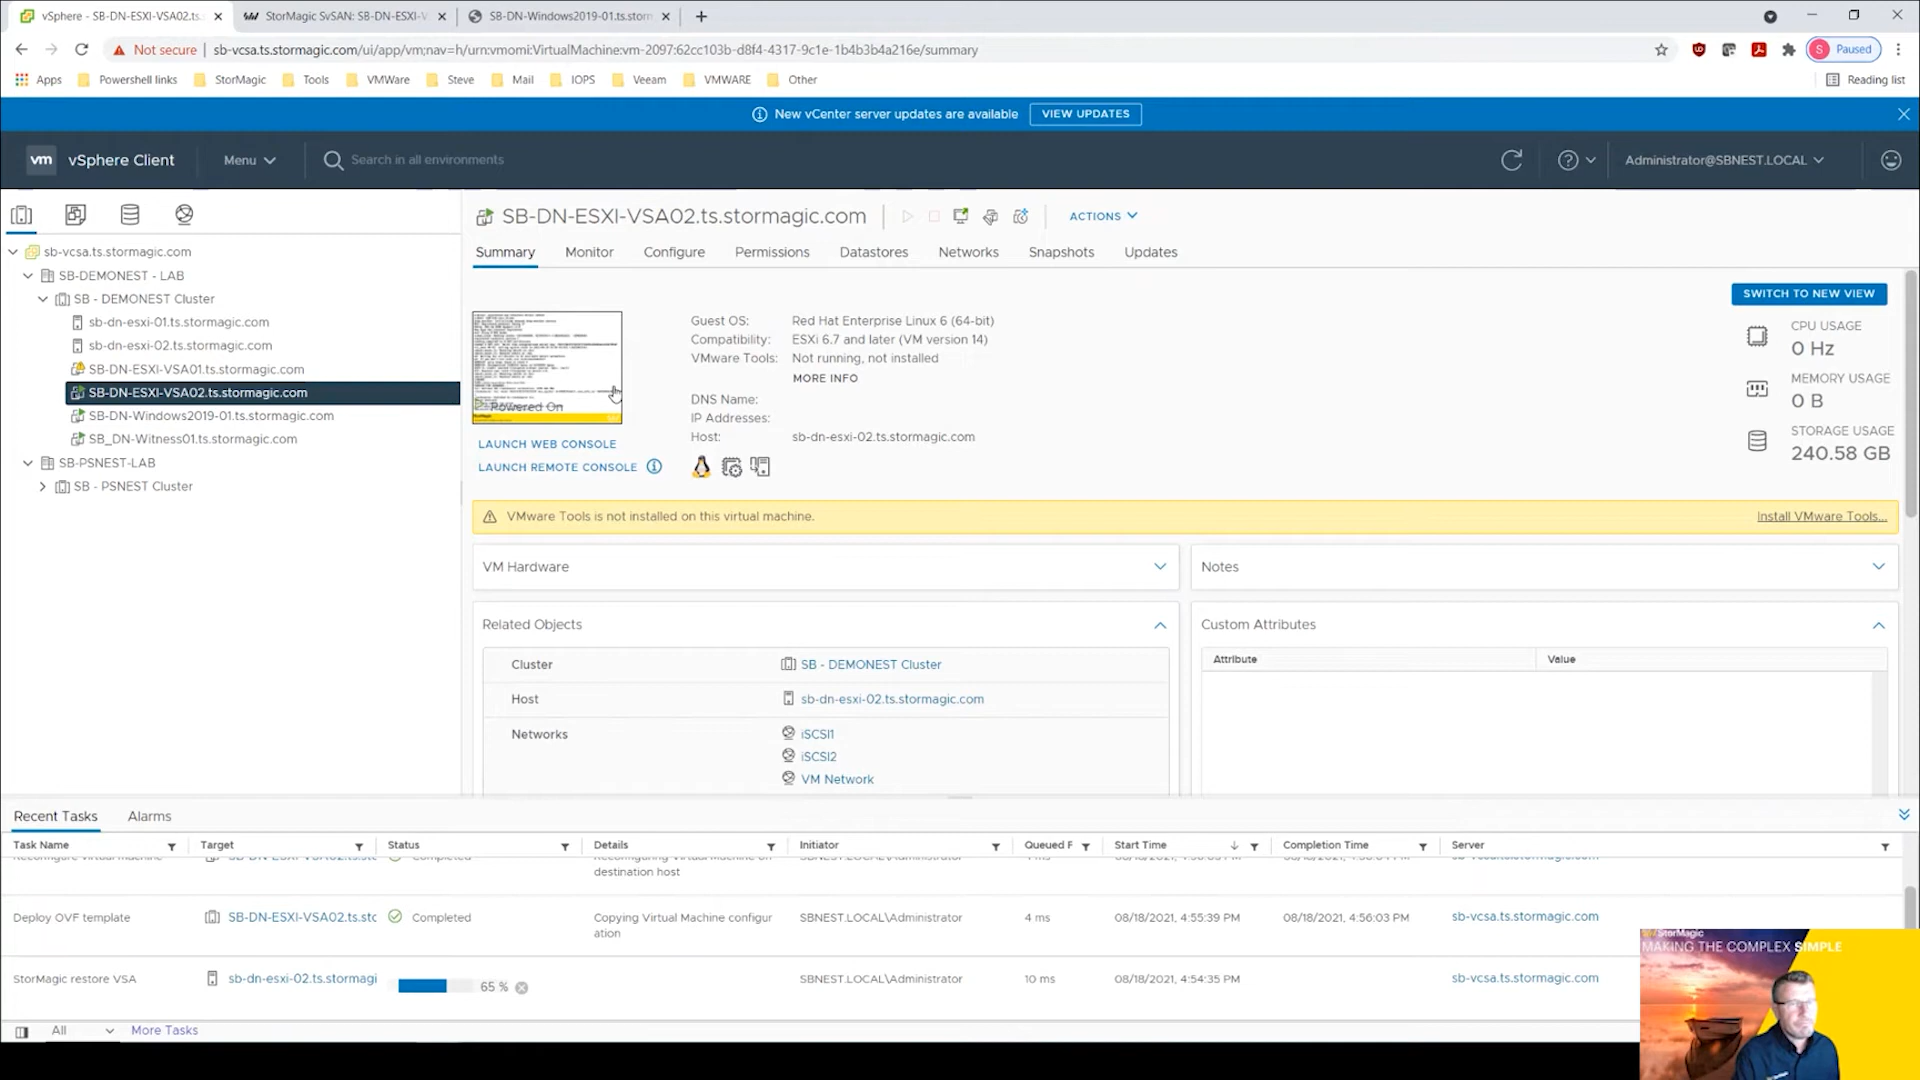 vSphere - SB-DN-ESXI-VSA02.ts.
StorMagic SvSAN: SB-DN-ESXI-V
SB-DN-Windows2019-01.ts.storm
Not secure
sb-vcsa.ts.stormagic.com/ui/app/vm;nav=h/urn:vmomi:VirtualMachine:vm-2097:62cc103b-d8f4-4317-9c1e-1b4b3b4a216e/summary
S Paused
Apps
Powershell links
StorMagic
Tools
VMWare
Steve
Mail
IOPS
Veeam
VMWARE
Other
Reading list
New vCenter server updates are available
VIEW UPDATES
vm
vSphere Client
Menu
Search in all environments
Administrator@SBNEST.LOCAL
sb-vcsa.ts.stormagic.com
SB-DEMONEST - LAB
SB - DEMONEST Cluster
sb-dn-esxi-01.ts.stormagic.com
sb-dn-esxi-02.ts.stormagic.com
SB-DN-ESXI-VSA01.ts.stormagic.com
SB-DN-ESXI-VSA02.ts.stormagic.com
SB-DN-Windows2019-01.ts.stormagic.com
SB_DN-Witness01.ts.stormagic.com
SB-PSNEST-LAB
SB - PSNEST Cluster
SB-DN-ESXI-VSA02.ts.stormagic.com
ACTIONS
Summary
Monitor
Configure
Permissions
Datastores
Networks
Snapshots
Updates
SWITCH TO NEW VIEW
Powered On
LAUNCH WEB CONSOLE
LAUNCH REMOTE CONSOLE
Guest OS: Red Hat Enterprise Linux 6 (64-bit)
Compatibility: ESXi 6.7 and later (VM version 14)
VMware Tools: Not running, not installed
MORE INFO
DNS Name:
IP Addresses:
Host: sb-dn-esxi-02.ts.stormagic.com
CPU USAGE
0 Hz
MEMORY USAGE
0 B
STORAGE USAGE
240.58 GB
VMware Tools is not installed on this virtual machine.
Install VMware Tools...
VM Hardware
Notes
Related Objects
Cluster SB - DEMONEST Cluster
Host sb-dn-esxi-02.ts.stormagic.com
Networks iSCSI1
iSCSI2
VM Network
Custom Attributes
Attribute Value
Recent Tasks
Alarms
Task Name Target Status Details Initiator Queued F Start Time Completion Time Server
destination host
Deploy OVF template SB-DN-ESXI-VSA02.ts.stc Completed Copying Virtual Machine configur SBNEST.LOCAL\Administrator 4 ms 08/18/2021, 4:55:39 PM 08/18/2021, 4:56:03 PM sb-vcsa.ts.stormagic.com
ation
StorMagic restore VSA sb-dn-esxi-02.ts.stormagi 65 % SBNEST.LOCAL\Administrator 10 ms 08/18/2021, 4:54:35 PM sb-vcsa.ts.stormagic.com
All
More Tasks
StorMagic
MAKING THE COMPLEX SIMPLE